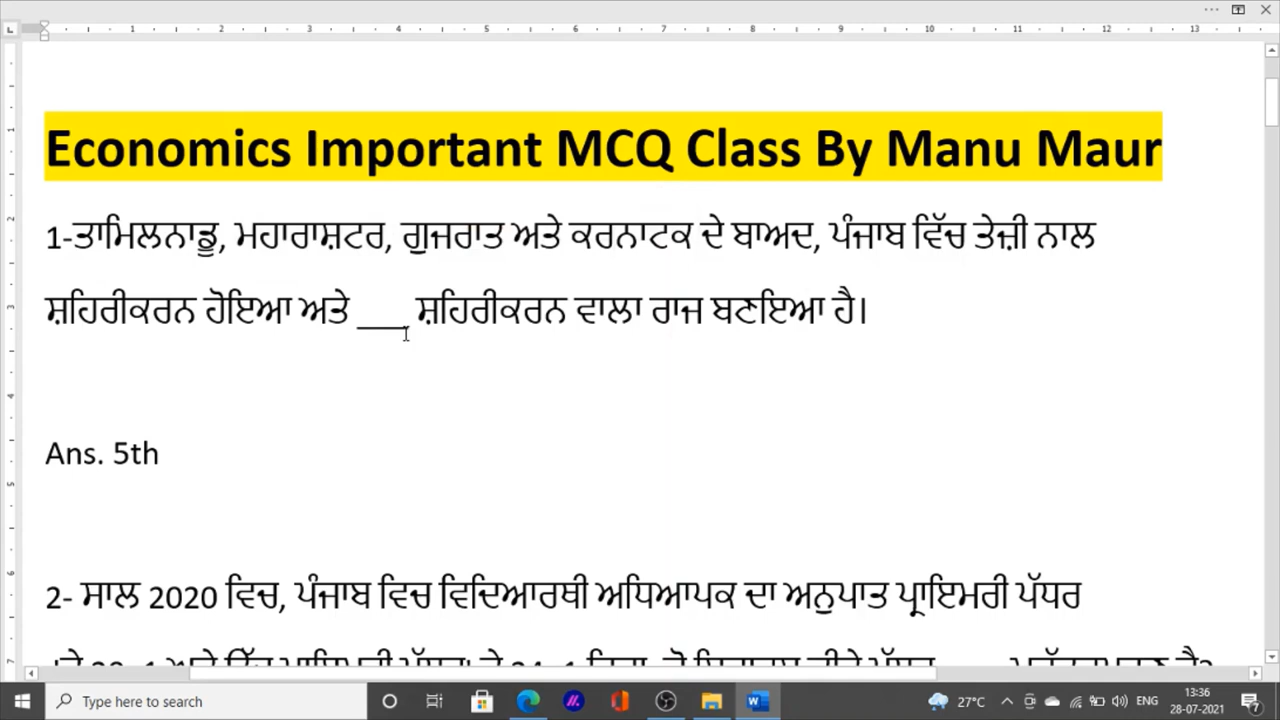 Economics Important MCQ Class By Manu Maur
1-ਤਾਮਿਲਨਾਡੂ, ਮਹਾਰਾਸ਼ਟਰ, ਗੁਜਰਾਤ ਅਤੇ ਕਰਨਾਟਕ ਦੇ ਬਾਅਦ, ਪੰਜਾਬ ਵਿੱਚ ਤੇਜ਼ੀ ਨਾਲ
ਸ਼ਹਿਰੀਕਰਨ ਹੋਇਆ ਅਤੇ ___ ਸ਼ਹਿਰੀਕਰਨ ਵਾਲਾ ਰਾਜ ਬਣਇਆ ਹੈ।
Ans. 5th
2- ਸਾਲ 2020 ਵਿਚ, ਪੰਜਾਬ ਵਿਚ ਵਿਦਿਆਰਥੀ ਅਧਿਆਪਕ ਦਾ ਅਨੁਪਾਤ ਪ੍ਰਾਇਮਰੀ ਪੱਧਰ
Type here to search
27°C
ENG
13:36
28-07-2021